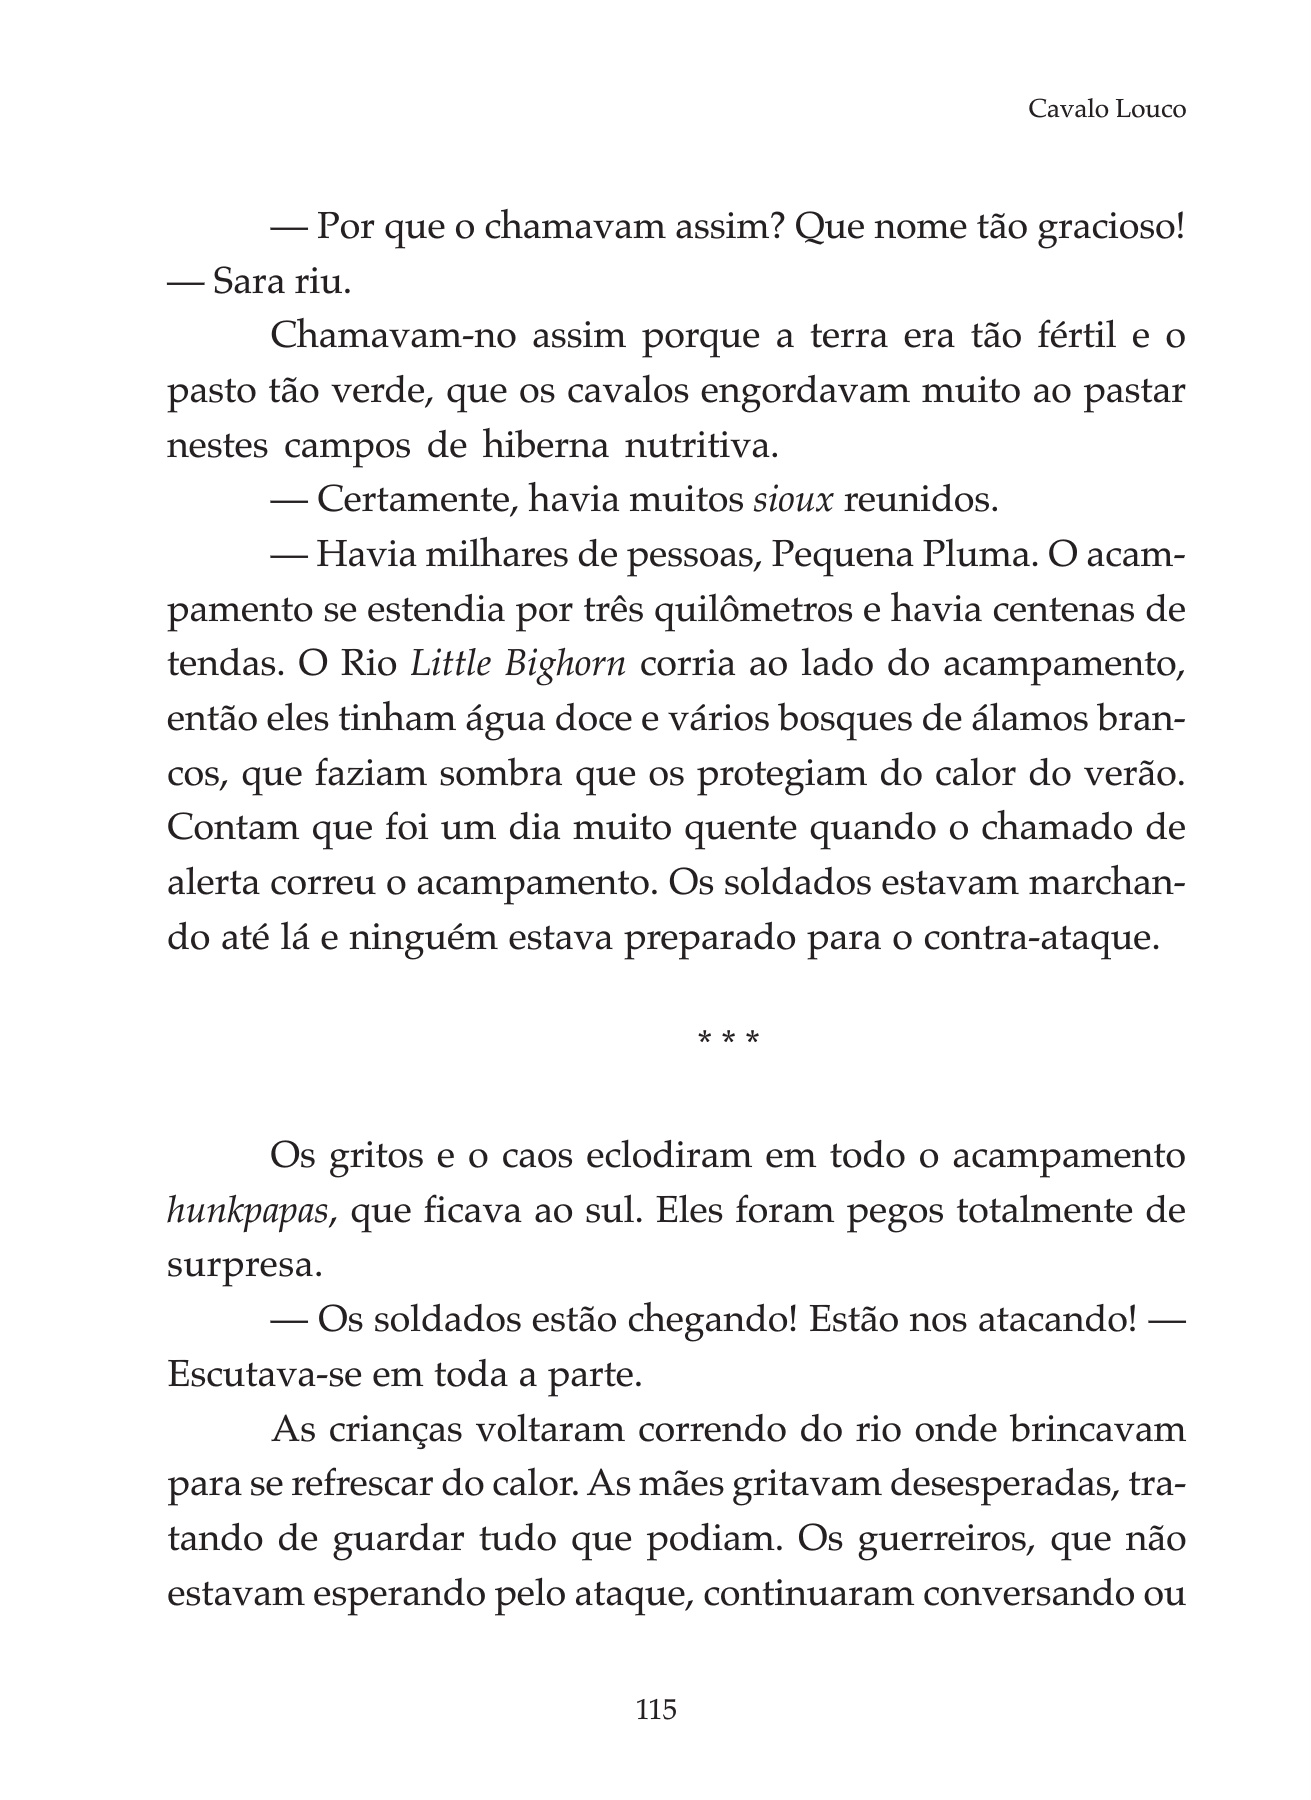 Cavalo Louco
— Por que o chamavam assim? Que nome tão gracioso!
— Sara riu.
Chamavam-no assim porque a terra era tão fértil e o
pasto tão verde, que os cavalos engordavam muito ao pastar
nestes campos de hiberna nutritiva.
— Certamente, havia muitos sioux reunidos.
— Havia milhares de pessoas, Pequena Pluma. O acam-
pamento se estendia por três quilômetros e havia centenas de
tendas. O Rio Little Bighorn corria ao lado do acampamento,
então eles tinham água doce e vários bosques de álamos bran-
cos, que faziam sombra que os protegiam do calor do verão.
Contam que foi um dia muito quente quando o chamado de
alerta correu o acampamento. Os soldados estavam marchan-
do até lá e ninguém estava preparado para o contra-ataque.
* * *
Os gritos e o caos eclodiram em todo o acampamento
hunkpapas, que ficava ao sul. Eles foram pegos totalmente de
surpresa.
— Os soldados estão chegando! Estão nos atacando! —
Escutava-se em toda a parte.
As crianças voltaram correndo do rio onde brincavam
para se refrescar do calor. As mães gritavam desesperadas, tra-
tando de guardar tudo que podiam. Os guerreiros, que não
estavam esperando pelo ataque, continuaram conversando ou
115